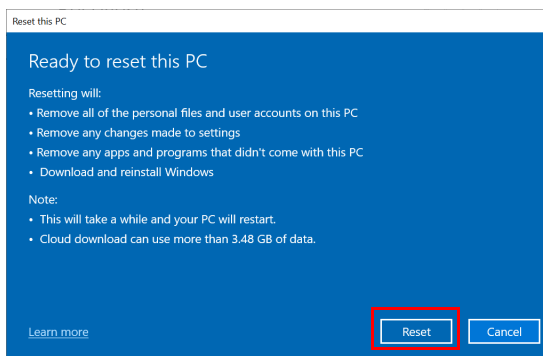 Reset this PC
Ready to reset this PC
Resetting will:
• Remove all of the personal files and user accounts on this PC
• Remove any changes made to settings
• Remove any apps and programs that didn't come with this PC
• Download and reinstall Windows
Note:
• This will take a while and your PC will restart.
• Cloud download can use more than 3.48 GB of data.
Learn more
Reset
Cancel